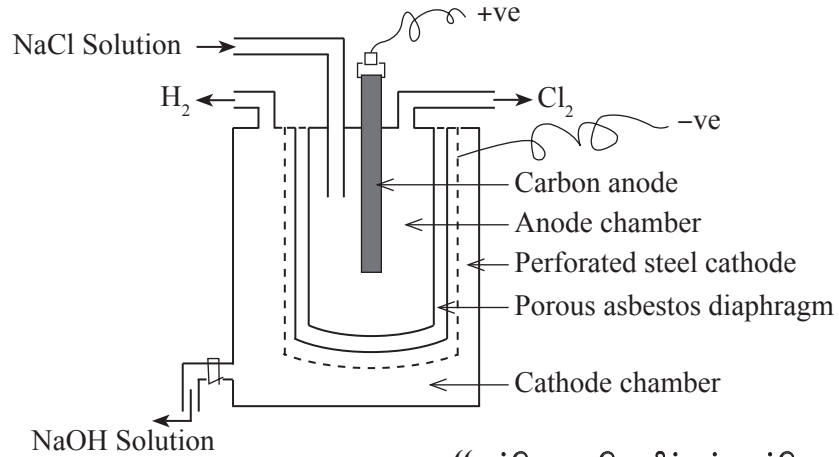 +ve
NaCl Solution
H₂
Cl₂
−ve
Carbon anode
Anode chamber
Perforated steel cathode
Porous asbestos diaphragm
Cathode chamber
NaOH Solution